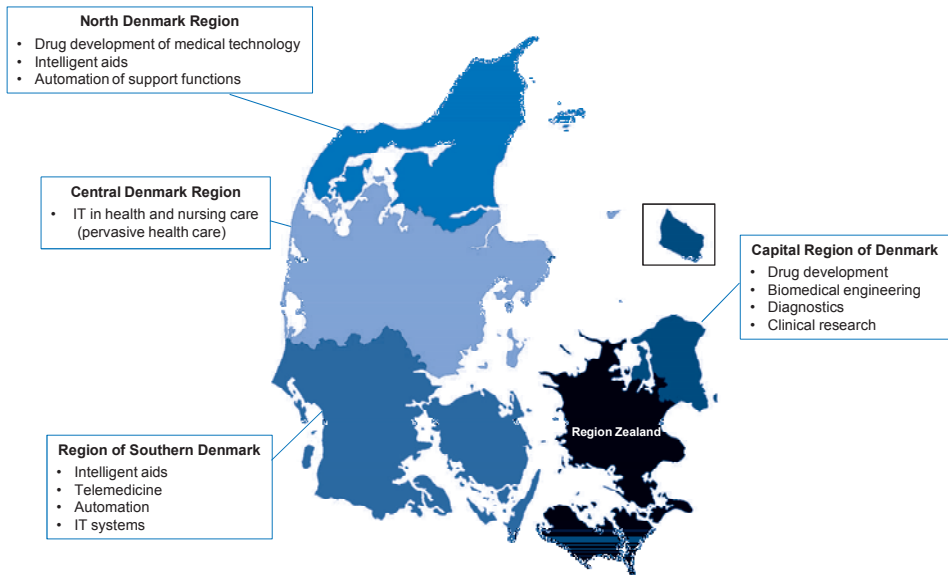 North Denmark Region
• Drug development of medical technology
• Intelligent aids
• Automation of support functions
Central Denmark Region
• IT in health and nursing care
(pervasive health care)
Capital Region of Denmark
• Drug development
• Biomedical engineering
• Diagnostics
• Clinical research
Region Zealand
Region of Southern Denmark
• Intelligent aids
• Telemedicine
• Automation
• IT systems